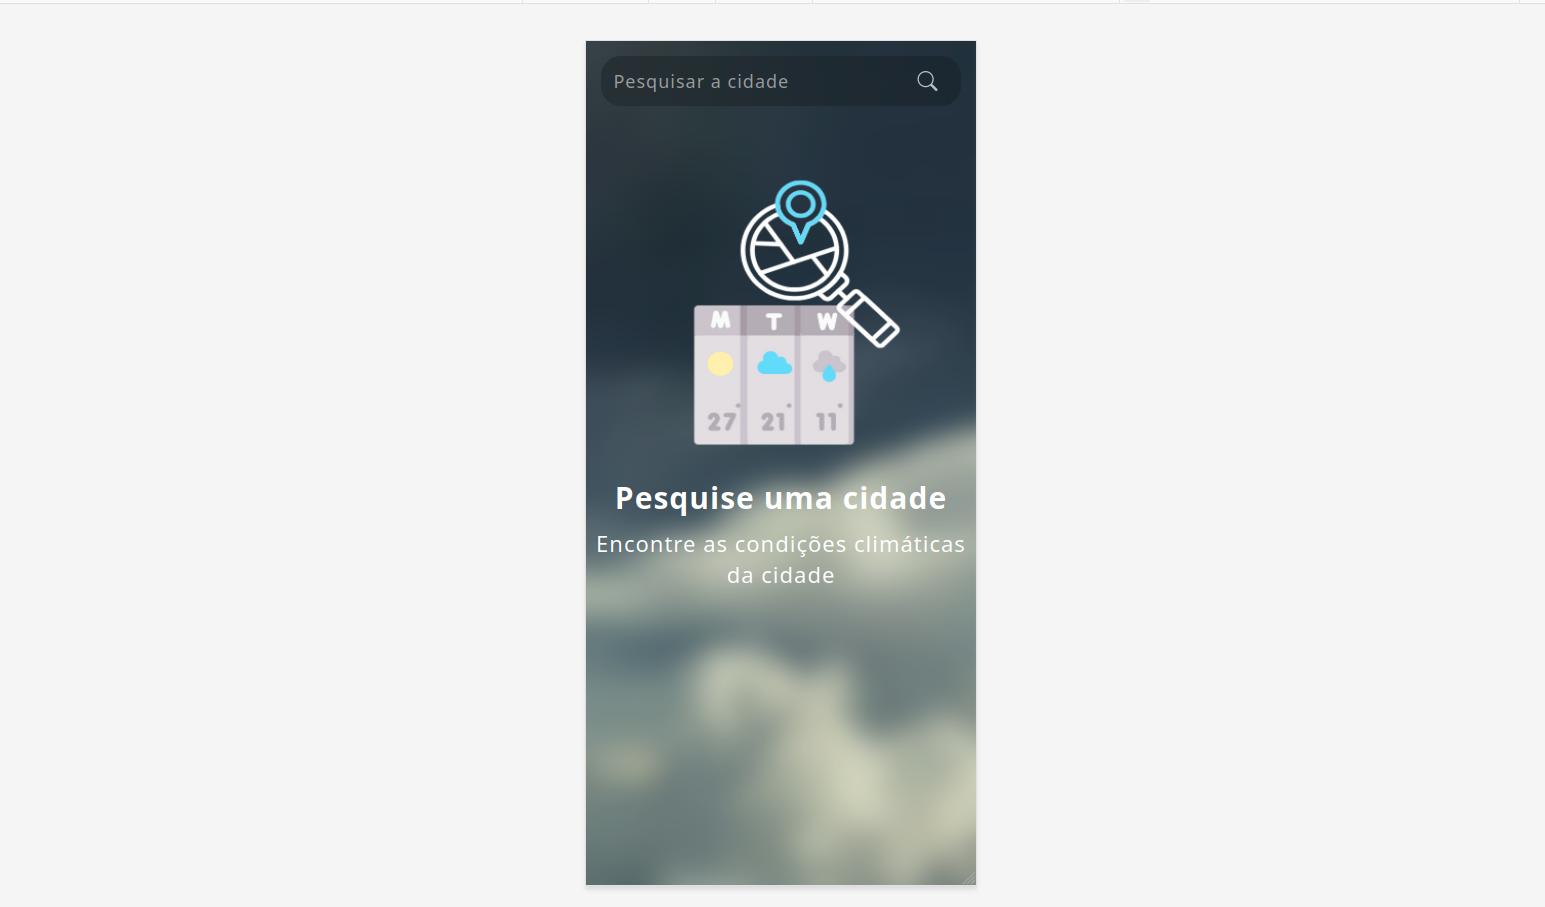 Pesquisar a cidade
M T W
27° 21° 11°
Pesquise uma cidade
Encontre as condições climáticas
da cidade